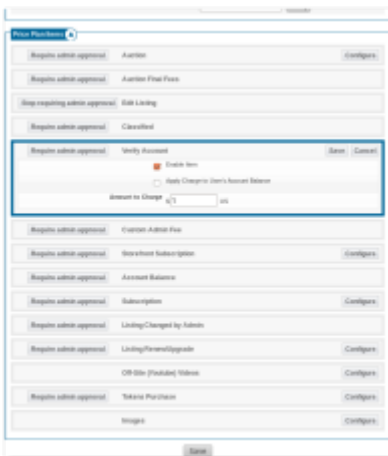 Price Plan Items
Require admin approval Auction Configure
Require admin approval Auction Final Fees
Stop requiring admin approval Edit Listing
Require admin approval Classified
Require admin approval Verify Account Save Cancel
Enable Item
Apply Charge to User's Account Balance
Amount to Charge $
Require admin approval Custom Admin Fee
Require admin approval Storefront Subscription Configure
Require admin approval Account Balance
Require admin approval Subscription Configure
Require admin approval Listing Changed by Admin
Require admin approval Listing Renew/Upgrade Configure
Off-Site (Youtube) Videos Configure
Require admin approval Tokens Purchase Configure
Images Configure
Save